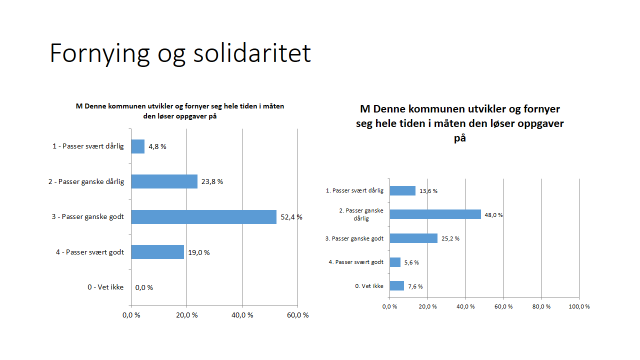 Fornying og solidaritet
M Denne kommunen utvikler og fornyer seg hele tiden i måten
den løser oppgaver på
1 - Passer svært dårlig
4,8 %
2 - Passer ganske dårlig
23,8 %
3 - Passer ganske godt
52,4 %
4 - Passer svært godt
19,0 %
0 - Vet ikke
0,0 %
0,0 %
20,0 %
40,0 %
60,0 %
M Denne kommunen utvikler og fornyer
seg hele tiden i måten den løser oppgaver
på
1. Passer svært dårlig
13,6 %
2. Passer ganske
dårlig
48,0 %
3. Passer ganske godt
25,2 %
4. Passer svært godt
5,6 %
0. Vet ikke
7,6 %
0,0 %
20,0 %
40,0 %
60,0 %
80,0 %
100,0 %